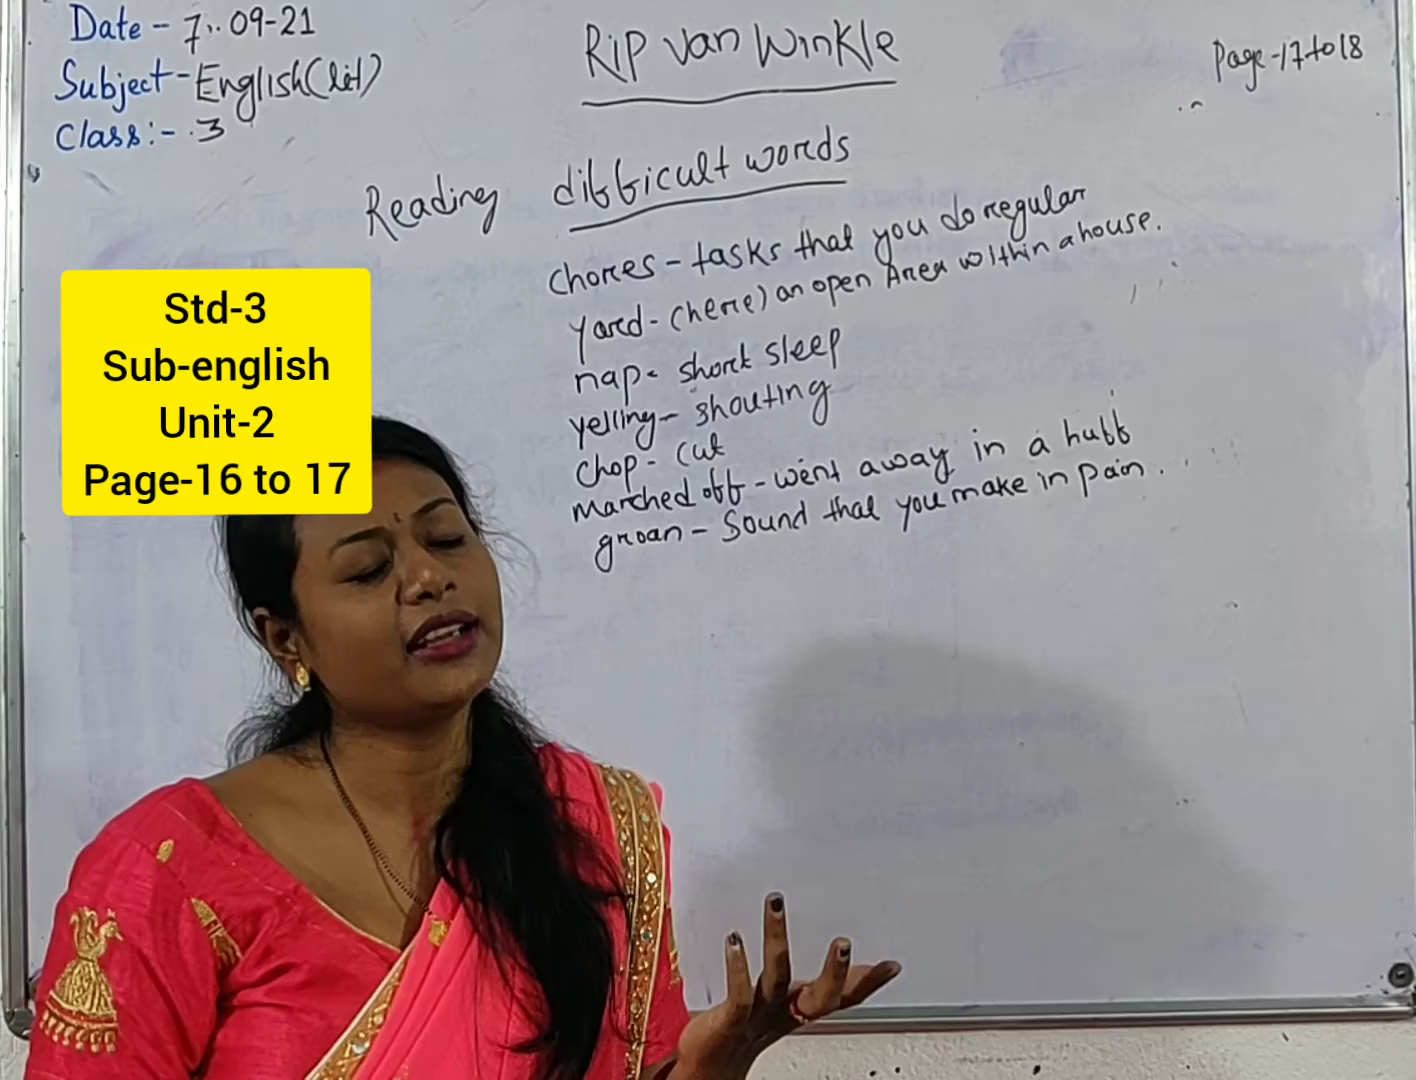 Date - 7.. 09-21
Subject - English(lit)
Class:- .3
Rip van Winkle
Page-17 to 18
Reading difficult words
Chores - tasks that you do regular
yard - (here) an open Area within a house.
nap- short sleep
yelling- shouting
chop - cut
marched off - went away in a huff
groan - Sound that you make in pain.
Std-3
Sub-english
Unit-2
Page-16 to 17